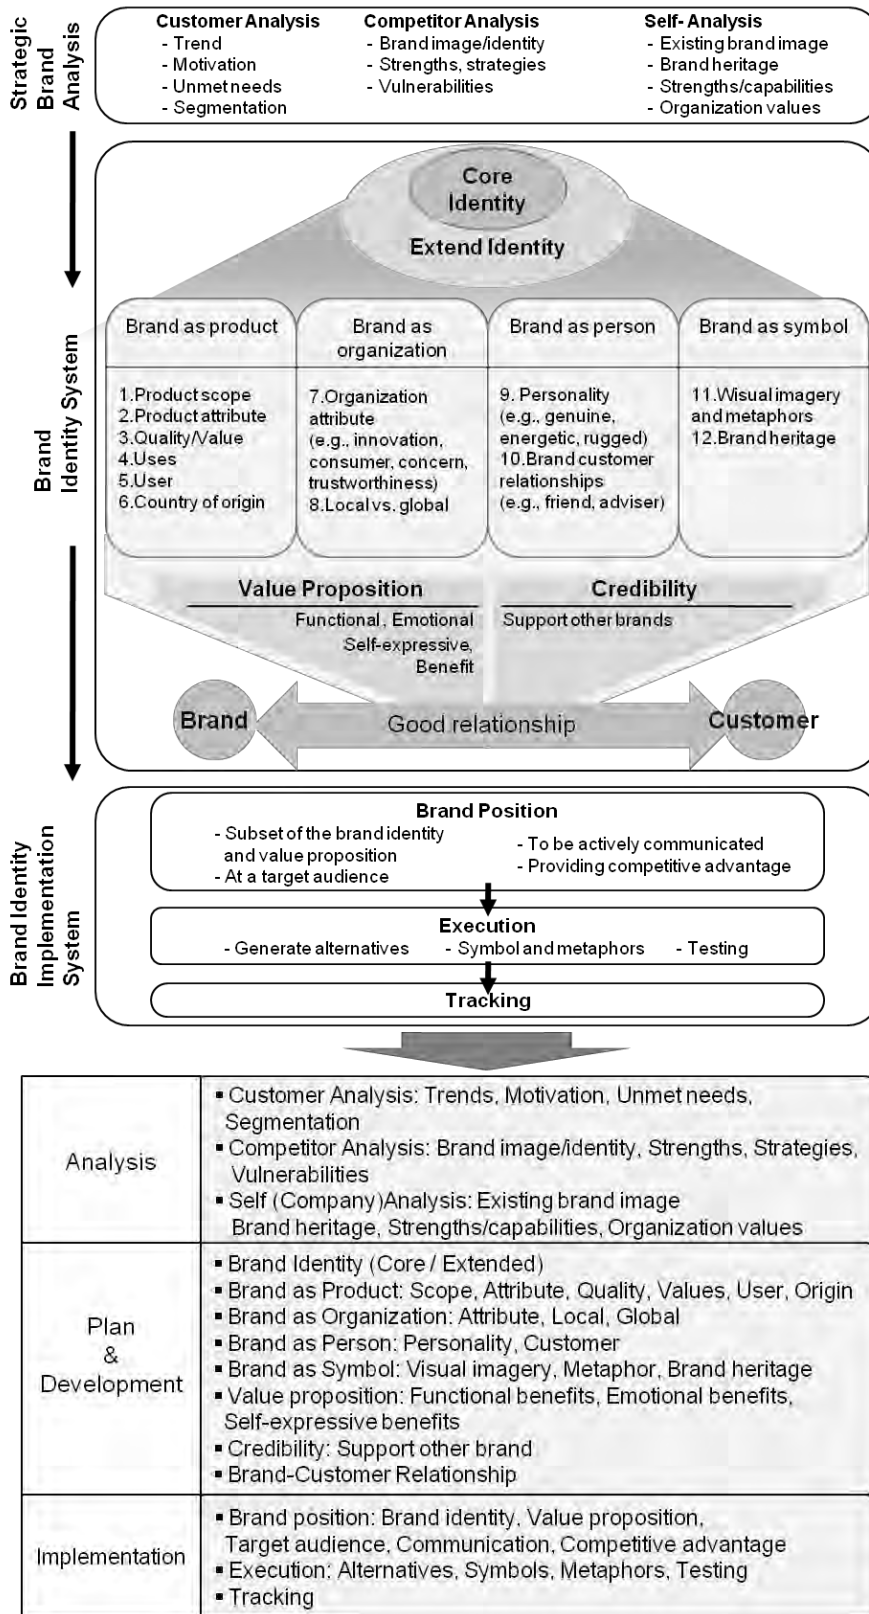 Strategic
Brand
Analysis
Customer Analysis
- Trend
- Motivation
- Unmet needs
- Segmentation
Competitor Analysis
- Brand image/identity
- Strengths, strategies
- Vulnerabilities
Self- Analysis
- Existing brand image
- Brand heritage
- Strengths/capabilities
- Organization values
Brand
Identity System
Core
Identity
Extend Identity
Brand as product
1.Product scope
2.Product attribute
3.Quality/Value
4.Uses
5.User
6.Country of origin
Brand as
organization
7.Organization
attribute
(e.g., innovation,
consumer, concern,
trustworthiness)
8.Local vs. global
Brand as person
9. Personality
(e.g., genuine,
energetic, rugged)
10.Brand customer
relationships
(e.g., friend, adviser)
Brand as symbol
11.Wisual imagery
and metaphors
12.Brand heritage
Value Proposition
Functional, Emotional
Self-expressive,
Benefit
Credibility
Support other brands
Brand
Good relationship
Customer
Brand Identity
Implementation
System
Brand Position
- Subset of the brand identity
and value proposition
- At a target audience
- To be actively communicated
- Providing competitive advantage
Execution
- Generate alternatives
- Symbol and metaphors
- Testing
Tracking
Analysis
▪ Customer Analysis: Trends, Motivation, Unmet needs,
Segmentation
▪ Competitor Analysis: Brand image/identity, Strengths, Strategies,
Vulnerabilities
▪ Self (Company)Analysis: Existing brand image
Brand heritage, Strengths/capabilities, Organization values
Plan
&
Development
▪ Brand Identity (Core / Extended)
▪ Brand as Product: Scope, Attribute, Quality, Values, User, Origin
▪ Brand as Organization: Attribute, Local, Global
▪ Brand as Person: Personality, Customer
▪ Brand as Symbol: Visual imagery, Metaphor, Brand heritage
▪ Value proposition: Functional benefits, Emotional benefits,
Self-expressive benefits
▪ Credibility: Support other brand
▪ Brand-Customer Relationship
Implementation
▪ Brand position: Brand identity, Value proposition,
Target audience, Communication, Competitive advantage
▪ Execution: Alternatives, Symbols, Metaphors, Testing
▪ Tracking